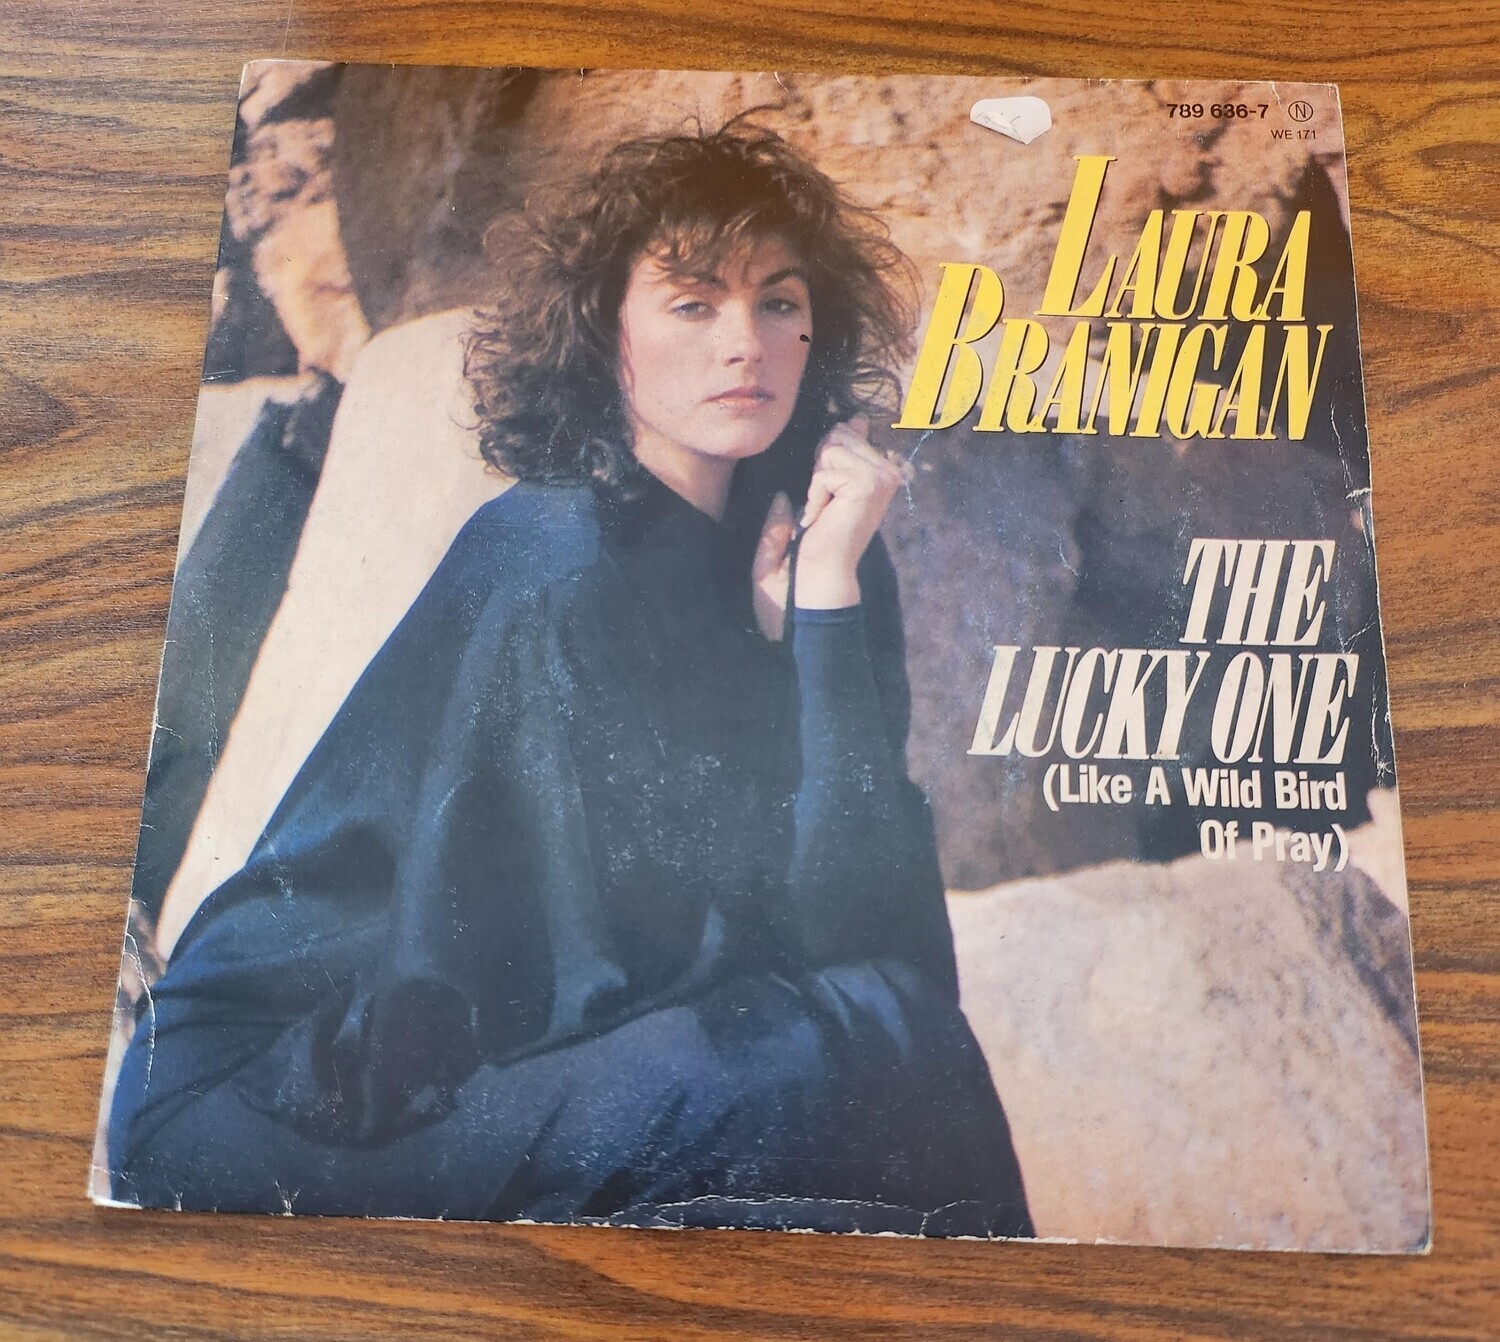 789 636-7 Ⓝ
WE 171
LAURA
BRANIGAN
THE
LUCKY ONE
(Like A Wild Bird
Of Pray)